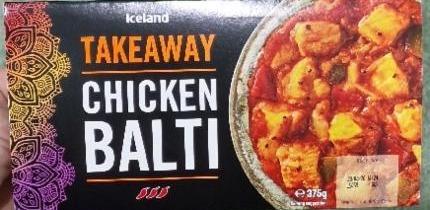 Iceland
TAKEAWAY
CHICKEN
BALTI
℮375g